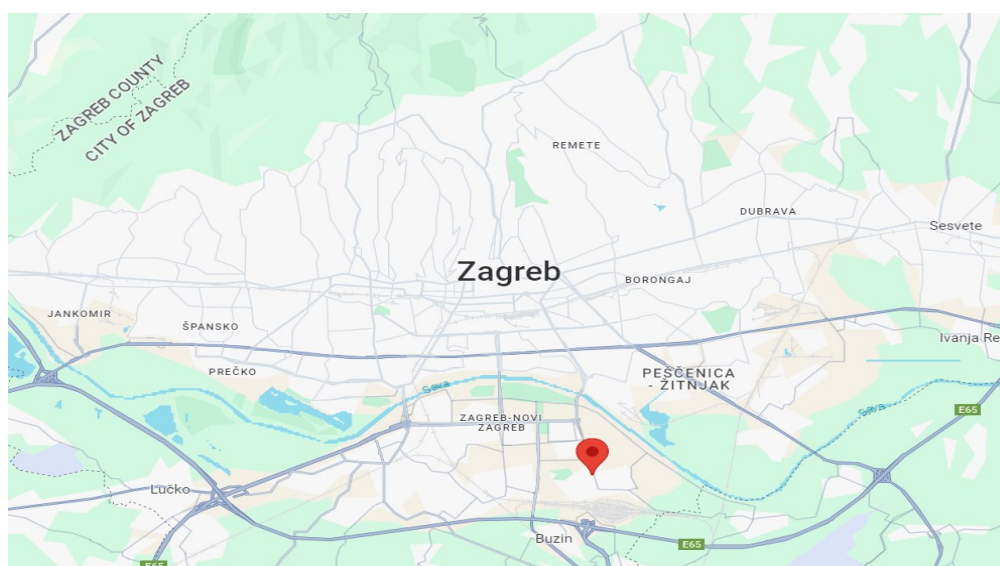 ZAGREB COUNTY
CITY OF ZAGREB
REMETE
DUBRAVA
Sesvete
Zagreb
BORONGAJ
JANKOMIR
ŠPANSKO
Ivanja Re
PREČKO
PEŠČENICA
- ŽITNJAK
Sava
Sava
E65
ZAGREB-NOVI
ZAGREB
Lučko
Buzin
E65
E65